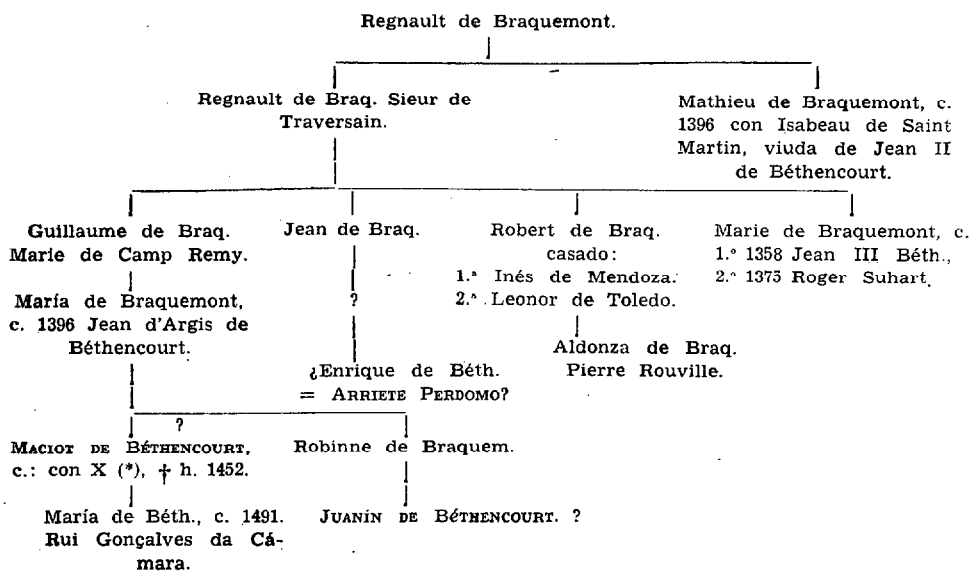 Regnault de Braquemont.
Regnault de Braq. Sieur de
Traversain.
Mathieu de Braquemont, c.
1396 con Isabeau de Saint
Martin, viuda de Jean II
de Béthencourt.
Guillaume de Braq.
Marie de Camp Remy.
Jean de Braq.
Robert de Braq.
casado:
1.ª Inés de Mendoza.
2.ª Leonor de Toledo.
Marie de Braquemont, c.
1.º 1358 Jean III Béth.,
2.º 1375 Roger Suhart.
María de Braquemont,
c. 1396 Jean d'Argis de
Béthencourt.
?
Aldonza de Braq.
Pierre Rouville.
¿Enrique de Béth.
= ARRIETE PERDOMO?
?
MACIOT DE BÉTHENCOURT,
c.: con X (*), † h. 1452.
Robinne de Braquem.
María de Béth., c. 1491.
Rui Gonçalves da Cá-
mara.
JUANÍN DE BÉTHENCOURT. ?